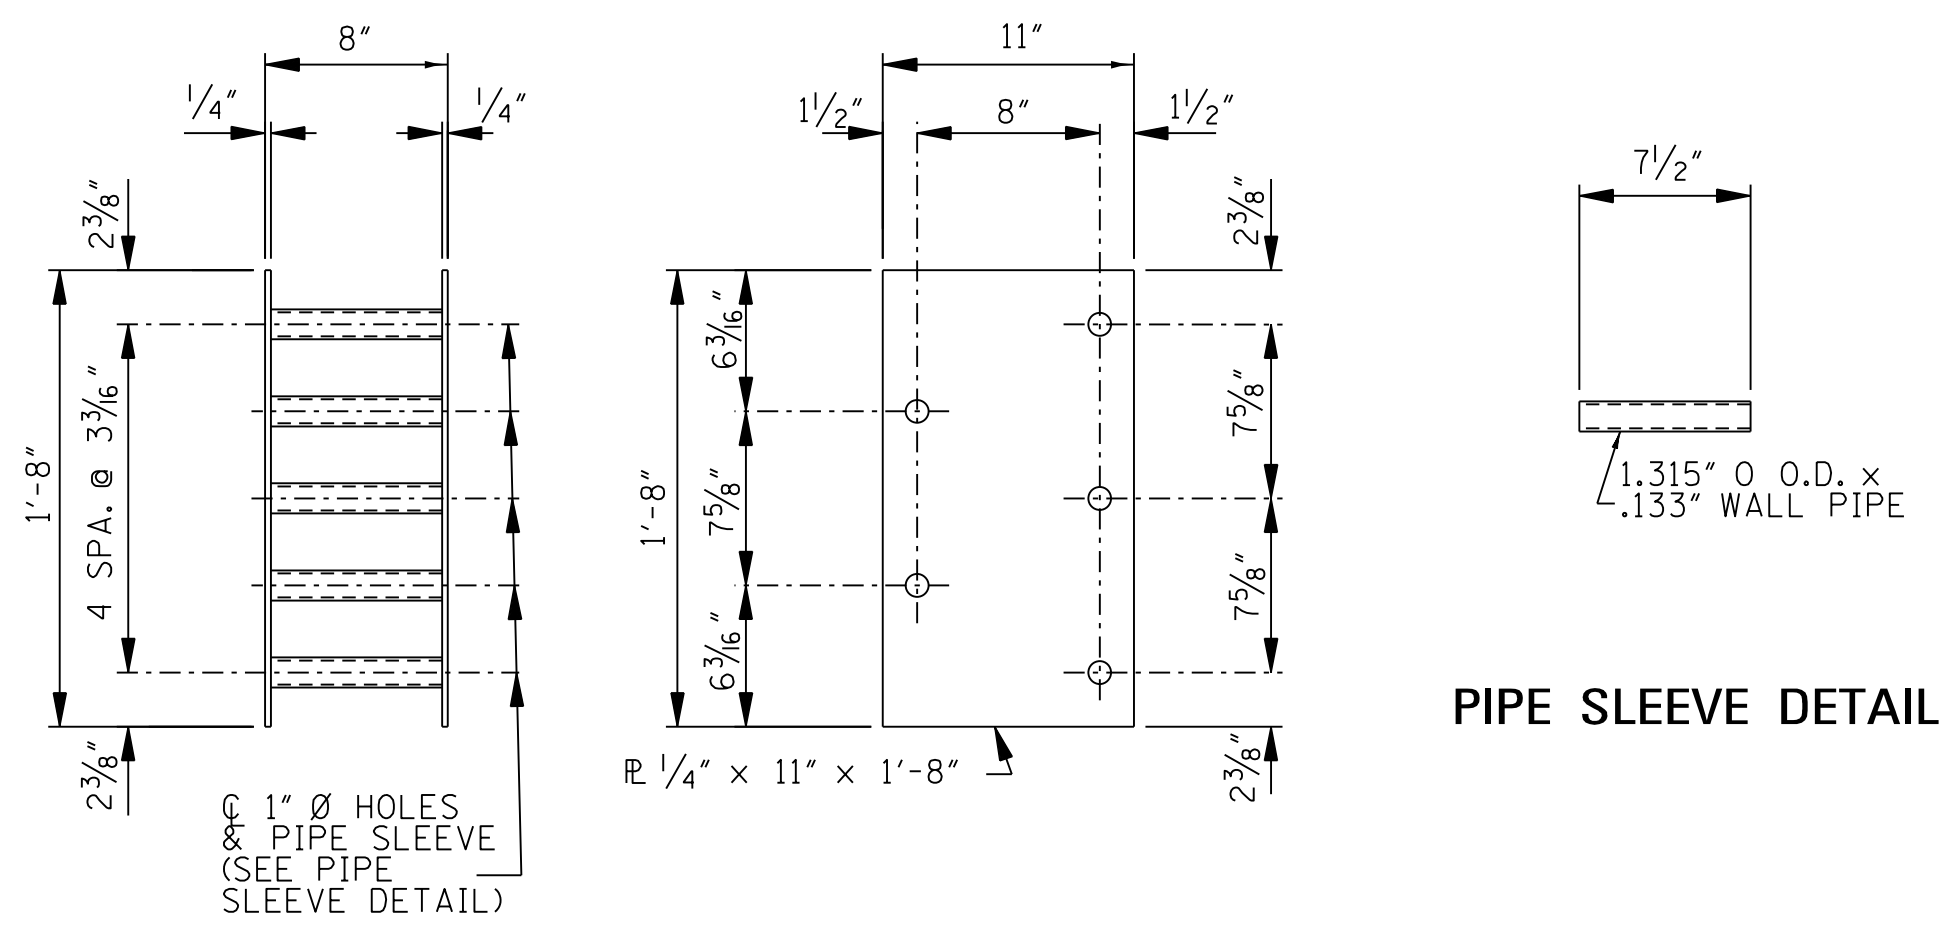 8"
1/4"
1/4"
2 3/8"
1'-8"
4 SPA. @ 3 3/16"
2 3/8"
℄ 1" Ø HOLES
& PIPE SLEEVE
(SEE PIPE
SLEEVE DETAIL)
11"
1 1/2"
8"
1 1/2"
2 3/8"
6 3/16"
7 5/8"
1'-8"
7 5/8"
7 5/8"
6 3/16"
2 3/8"
⅊ 1/4" x 11" x 1'-8"
7 1/2"
1.315" O O.D. x
.133" WALL PIPE
PIPE SLEEVE DETAIL